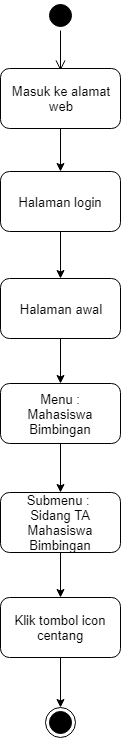 Masuk ke alamat
web
Halaman login
Halaman awal
Menu :
Mahasiswa
Bimbingan
Submenu :
Sidang TA
Mahasiswa
Bimbingan
Klik tombol icon
centang